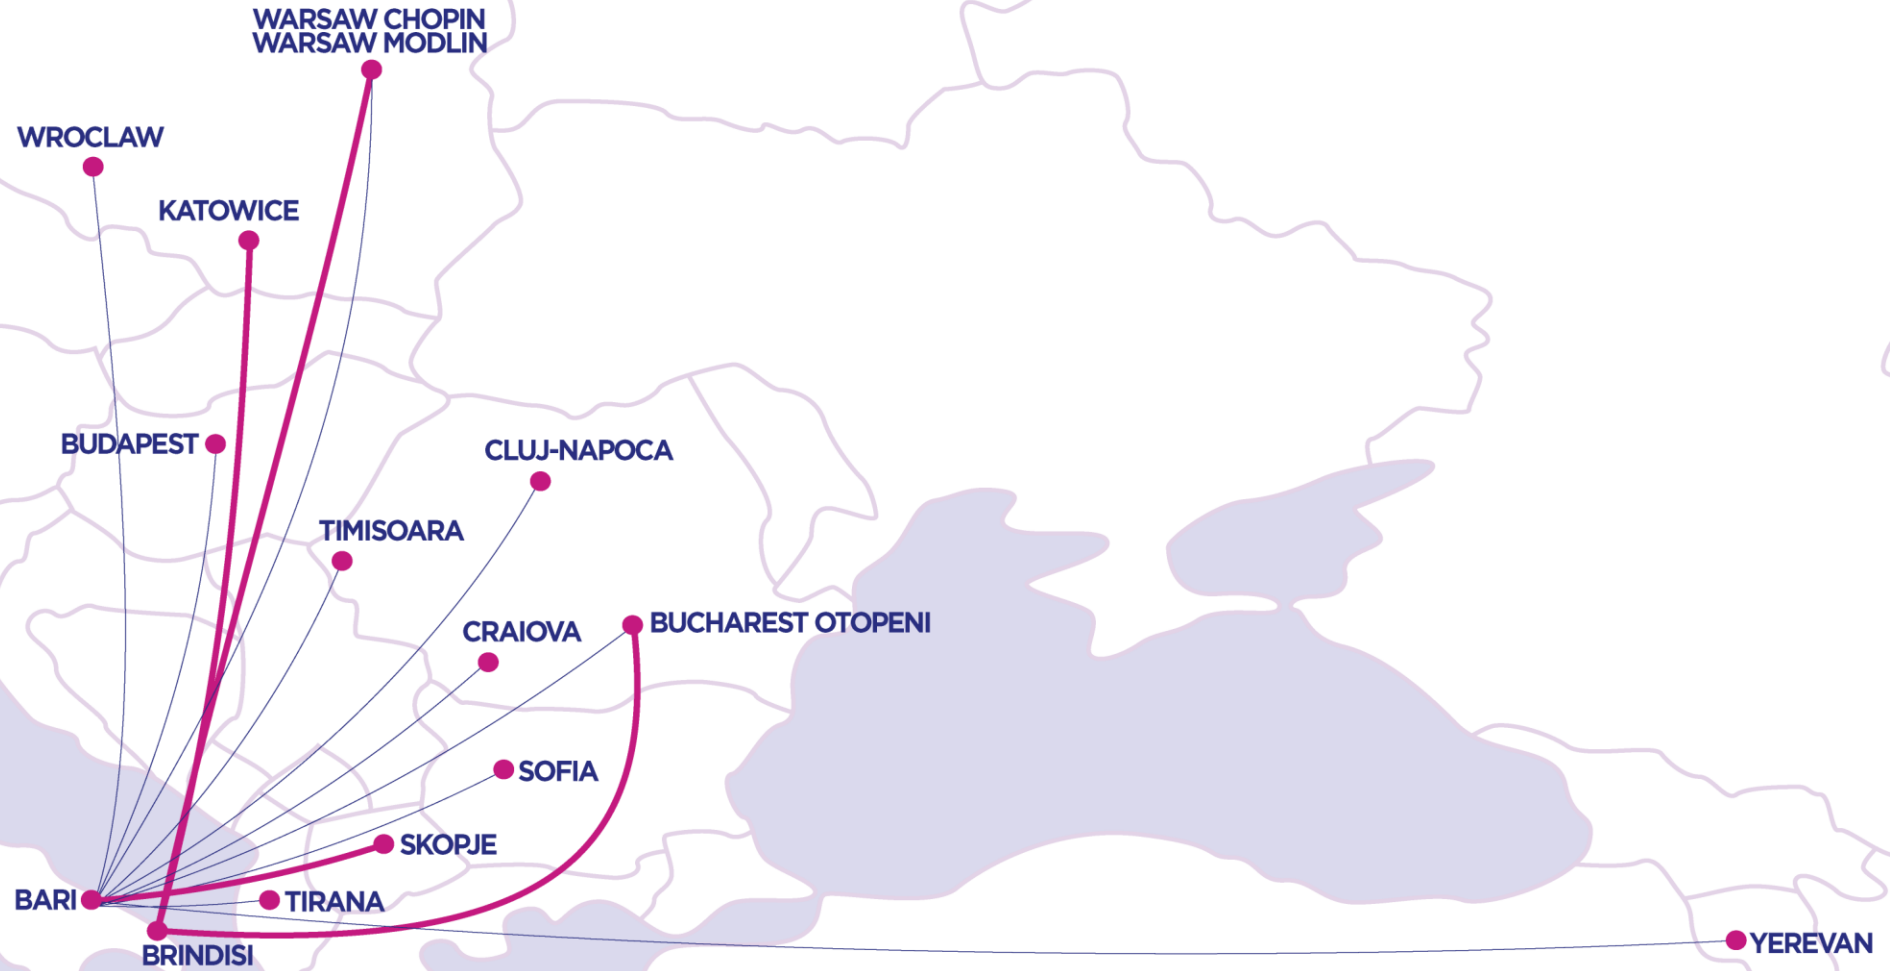 WARSAW CHOPIN
WARSAW MODLIN
WROCLAW
KATOWICE
BUDAPEST
CLUJ-NAPOCA
TIMISOARA
CRAIOVA
BUCHAREST OTOPENI
SOFIA
SKOPJE
BARI
TIRANA
BRINDISI
YEREVAN